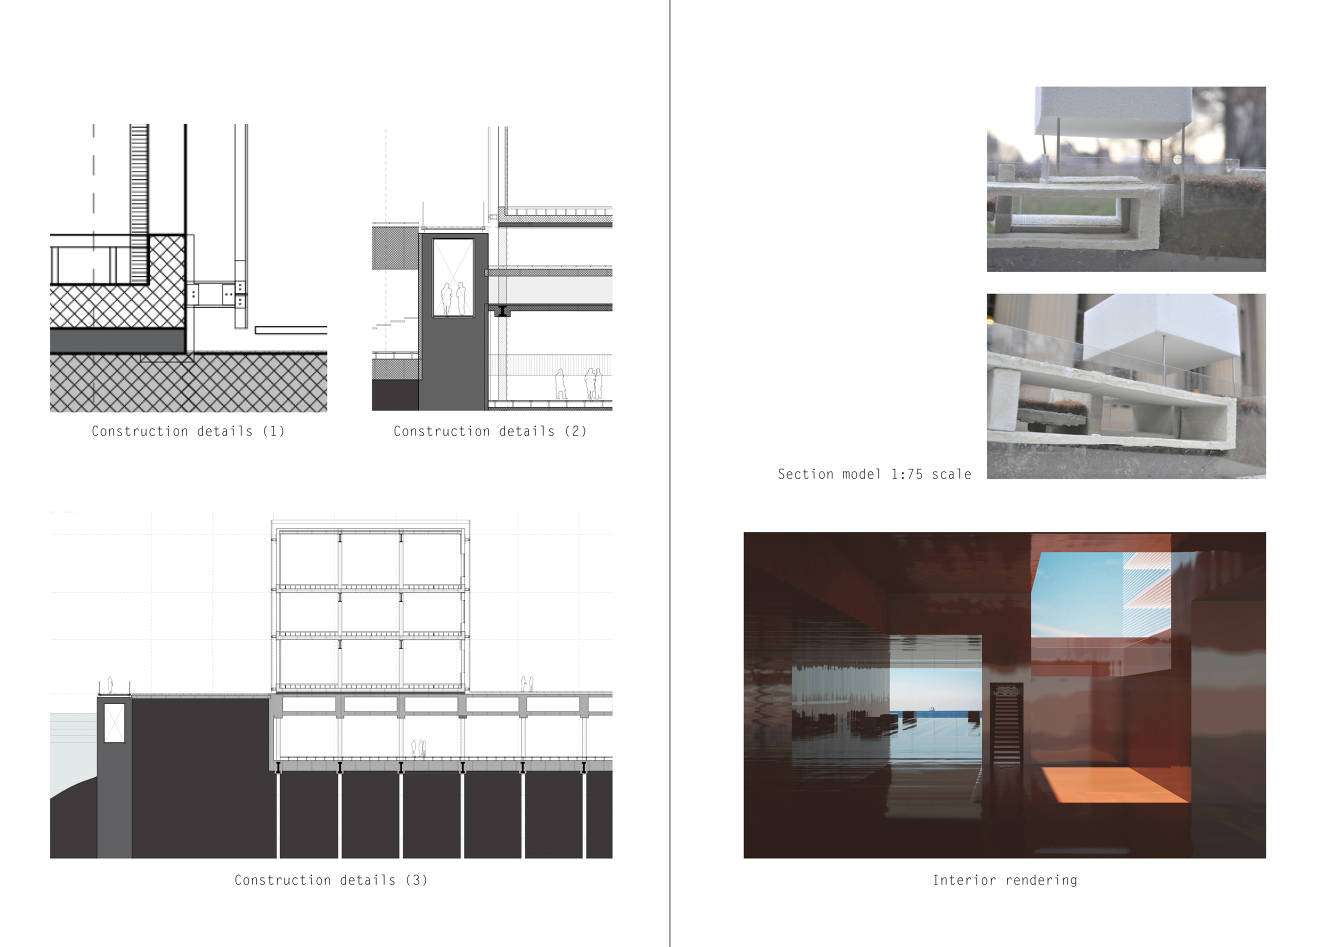 Construction details (1)
Construction details (2)
Construction details (3)
Section model 1:75 scale
Interior rendering